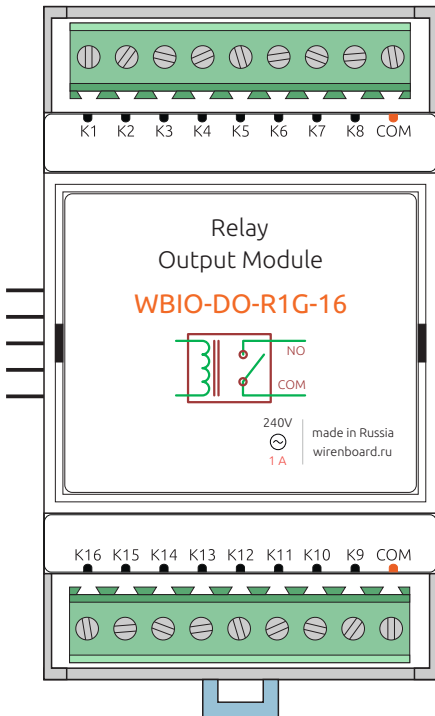 K1 K2 K3 K4 K5 K6 K7 K8 COM
Relay
Output Module
WBIO-DO-R1G-16
NO
COM
240V
1 A
made in Russia
wirenboard.ru
K16 K15 K14 K13 K12 K11 K10 K9 COM